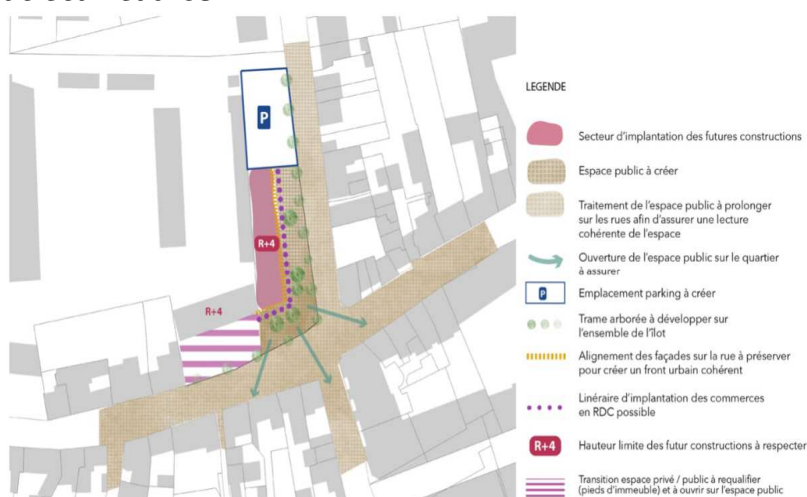 P
R+4
R+4
LEGENDE
Secteur d'implantation des futures constructions
Espace public à créer
Traitement de l'espace public à prolonger
sur les rues afin d'assurer une lecture
cohérente de l'espace
Ouverture de l'espace public sur le quartier
à assurer
P
Emplacement parking à créer
Trame arborée à développer sur
l'ensemble de l'îlot
Alignement des façades sur la rue à préserver
pour créer un front urbain cohérent
Linéraire d'implantation des commerces
en RDC possible
R+4
Hauteur limite des futur constructions à respecter
Transition espace privé / public à requalifier
(pieds d'immeuble) et à ouvrir sur l'espace public